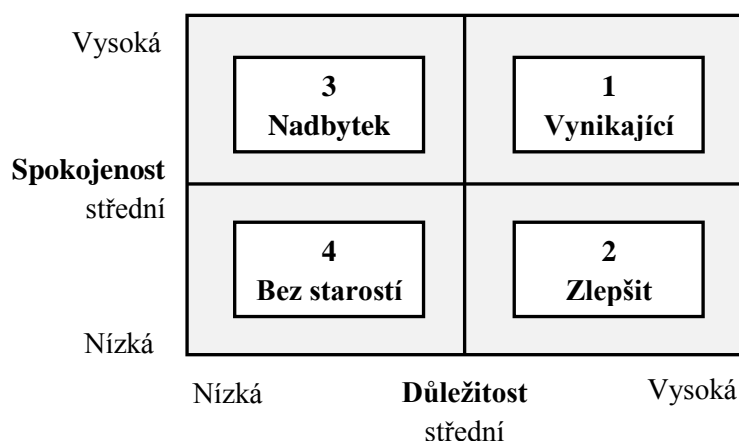 Vysoká
3
Nadbytek
1
Vynikající
Spokojenost
střední
4
Bez starostí
2
Zlepšit
Nízká
Nízká
Důležitost
střední
Vysoká